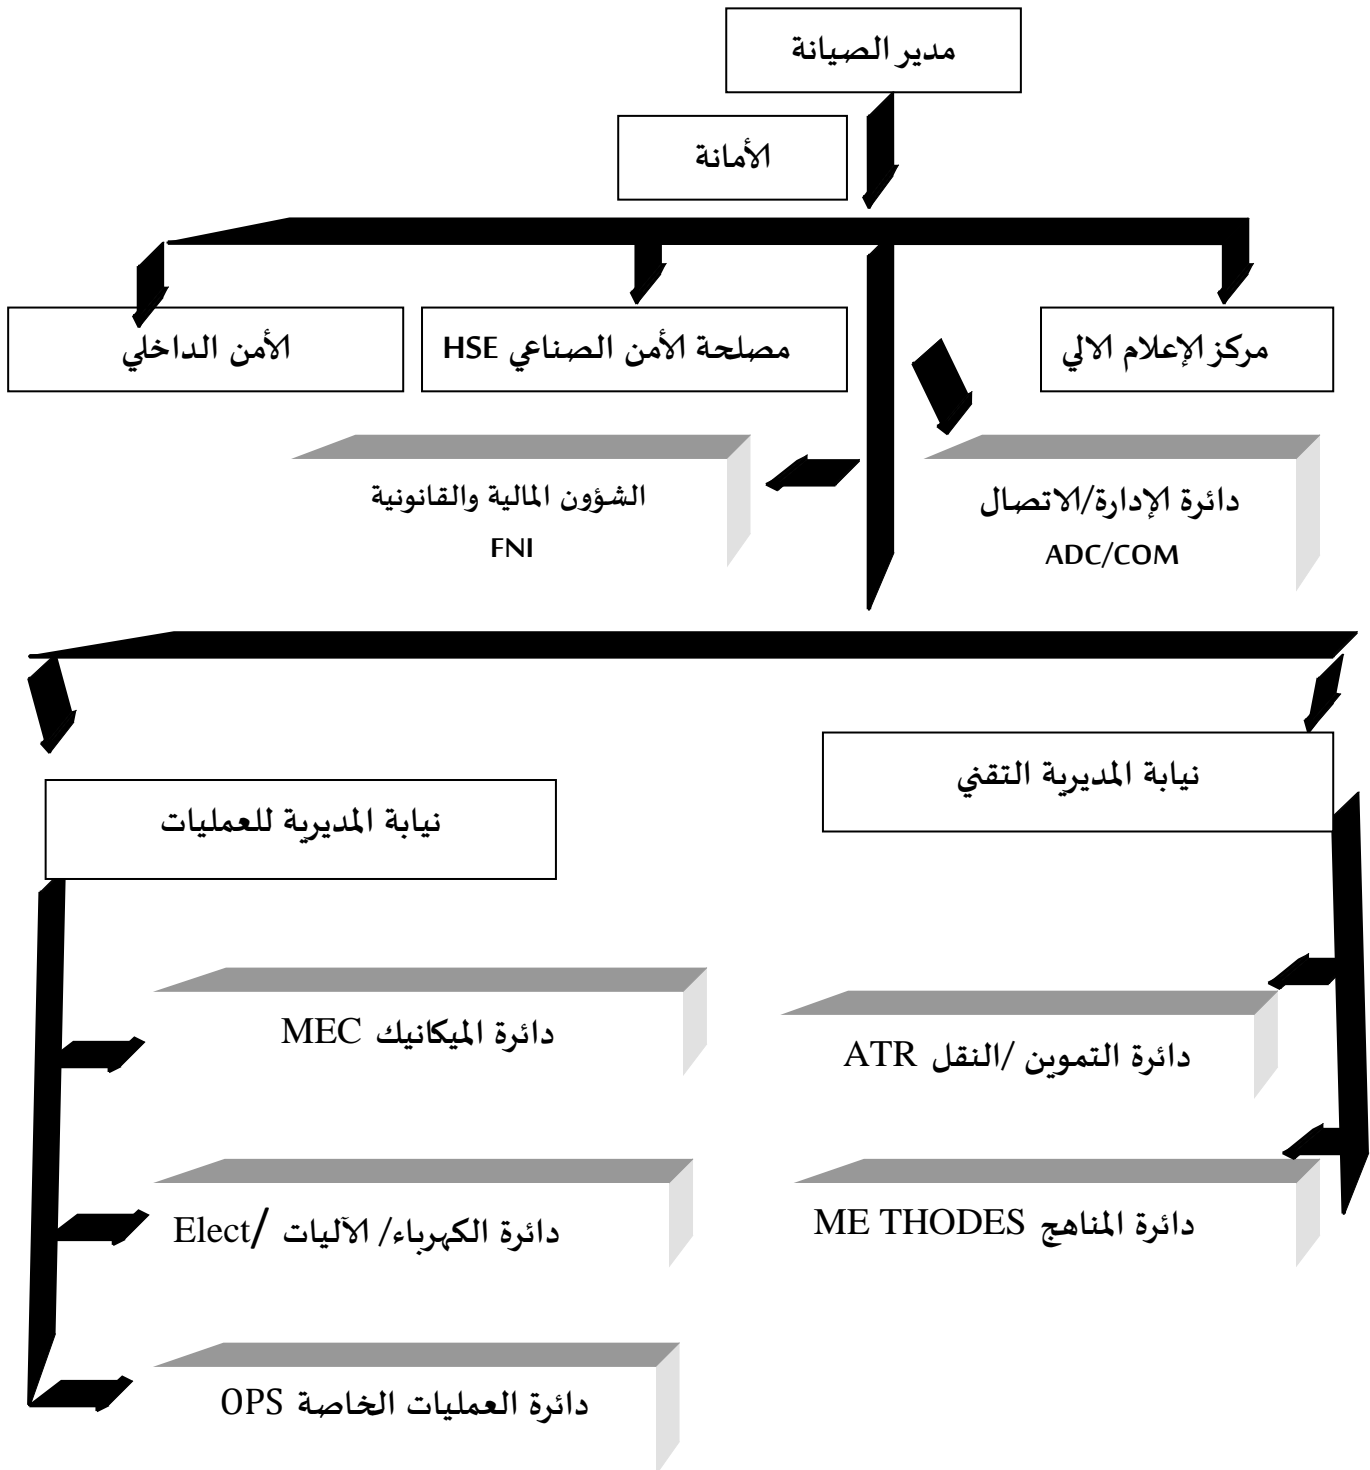 مدير الصيانة
الأمانة
مركز الإعلام الالي
مصلحة الأمن الصناعي HSE
الأمن الداخلي
دائرة الإدارة/الاتصال
ADC/COM
الشؤون المالية والقانونية
FNI
نيابة المديرية التقني
نيابة المديرية للعمليات
دائرة التموين /النقل ATR
دائرة الميكانيك MEC
دائرة المناهج ME THODES
دائرة الكهرباء/ الآليات /Elect
دائرة العمليات الخاصة OPS